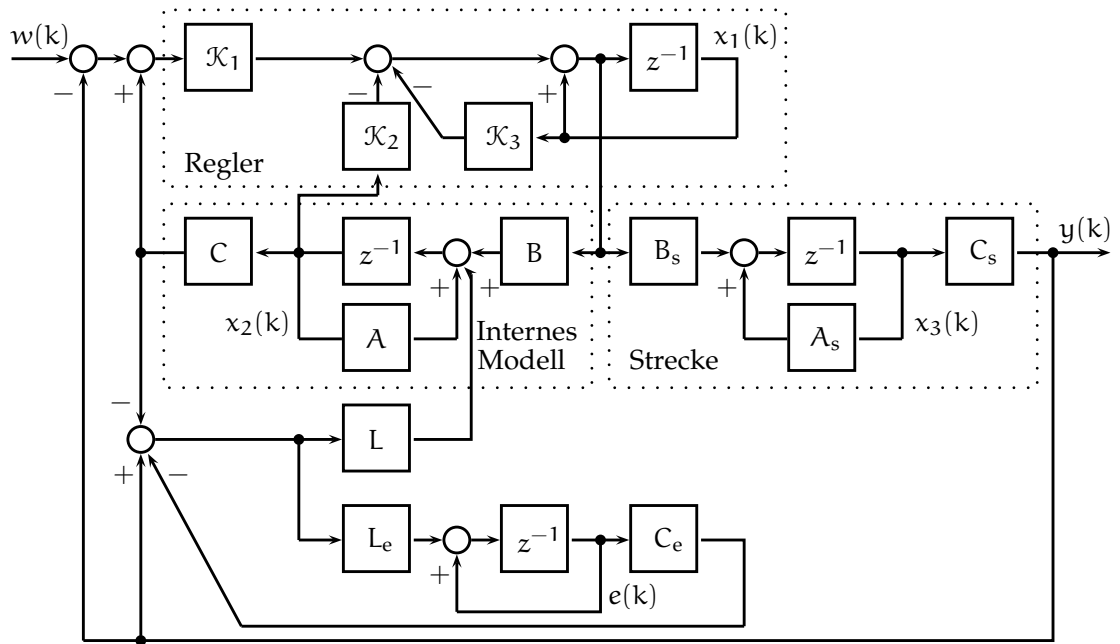 w(k)
𝒦₁
z⁻¹
x₁(k)
−
+
−
−
+
𝒦₂
𝒦₃
Regler
C
z⁻¹
B
Bₛ
z⁻¹
Cₛ
y(k)
+
+
+
x₂(k)
A
Internes
Modell
Aₛ
x₃(k)
Strecke
−
L
+
−
Lₑ
z⁻¹
Cₑ
+
e(k)